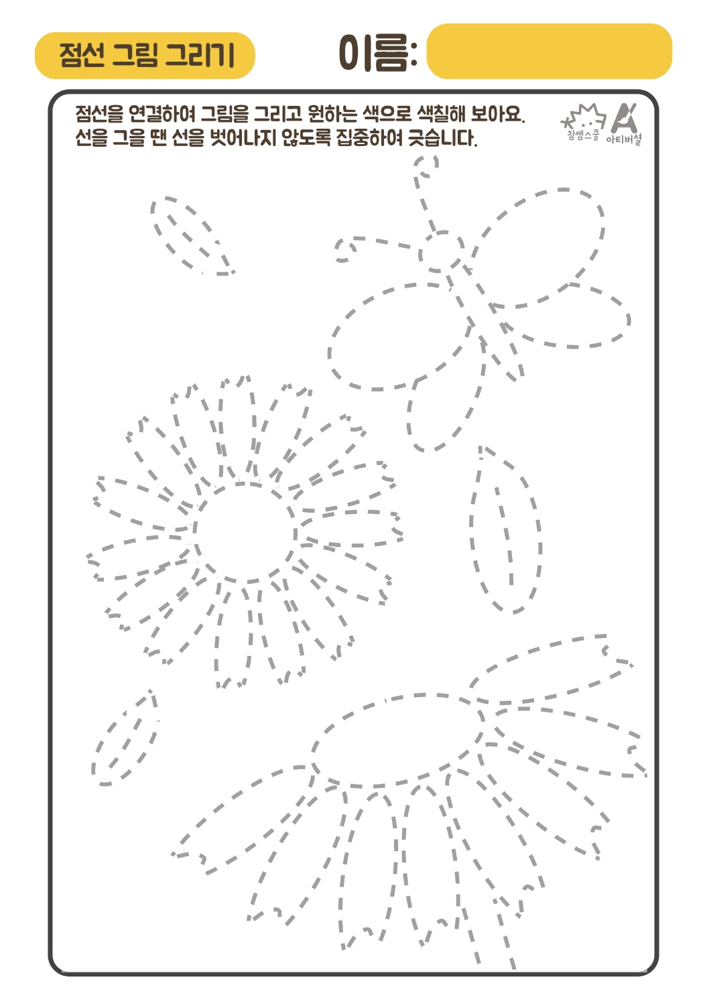 점선 그림 그리기
이름:
점선을 연결하여 그림을 그리고 원하는 색으로 색칠해 보아요.
선을 그을 땐 선을 벗어나지 않도록 집중하여 긋습니다.
참쌤스쿨
아티버셜